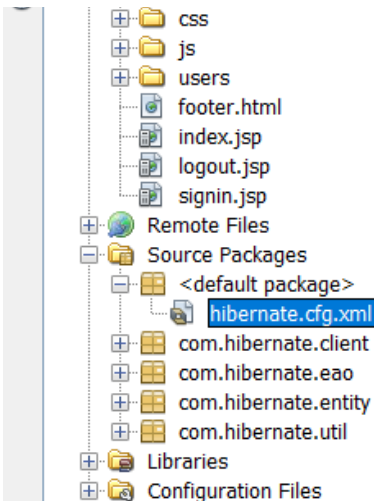 css
js
users
footer.html
index.jsp
logout.jsp
signin.jsp
Remote Files
Source Packages
<default package>
hibernate.cfg.xml
com.hibernate.client
com.hibernate.eao
com.hibernate.entity
com.hibernate.util
Libraries
Configuration Files